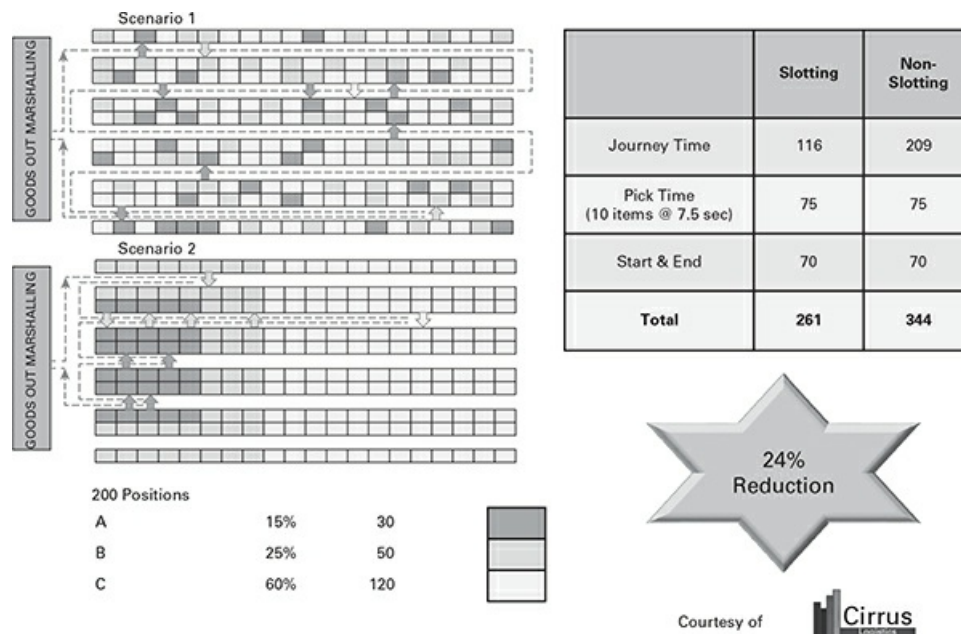 Scenario 1
GOODS OUT MARSHALLING
Scenario 2
GOODS OUT MARSHALLING
200 Positions
A 15% 30
B 25% 50
C 60% 120
Slotting Non-
Slotting
Journey Time 116 209
Pick Time
(10 items @ 7.5 sec) 75 75
Start & End 70 70
Total 261 344
24%
Reduction
Courtesy of
Cirrus
Logistics